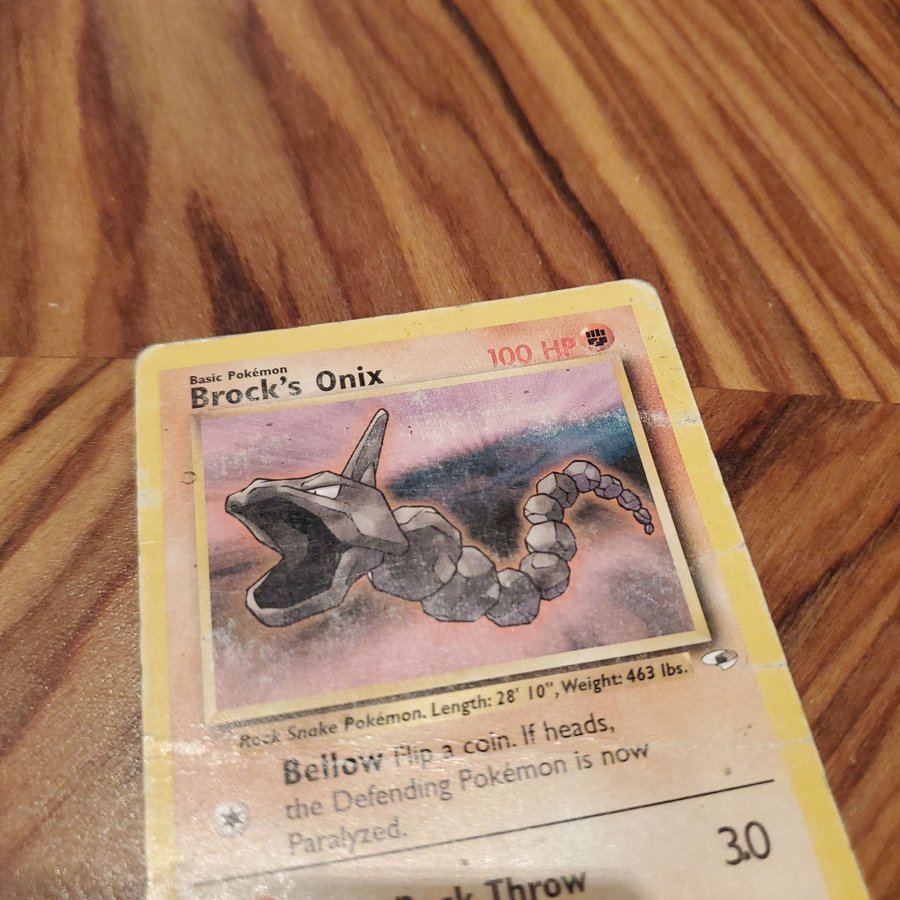 Basic Pokémon
Brock's Onix
100 HP
Rock Snake Pokémon. Length: 28' 10", Weight: 463 lbs.
Bellow Flip a coin. If heads,
the Defending Pokémon is now
Paralyzed.
Rock Throw
30